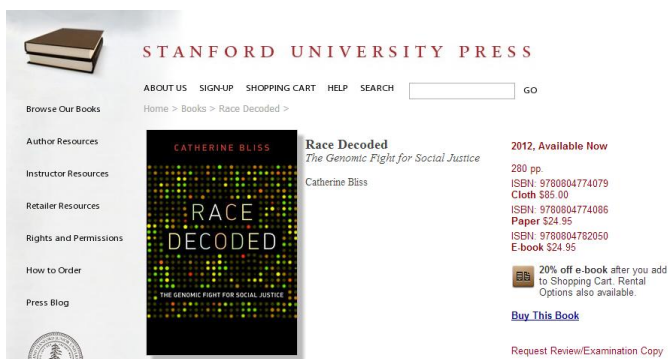 STANFORD UNIVERSITY PRESS
ABOUT US SIGN-UP SHOPPING CART HELP SEARCH GO
Home > Books > Race Decoded >
Browse Our Books
Author Resources
Instructor Resources
Retailer Resources
Rights and Permissions
How to Order
Press Blog
CATHERINE BLISS
RACE
DECODED
THE GENOMIC FIGHT FOR SOCIAL JUSTICE
Race Decoded
The Genomic Fight for Social Justice
Catherine Bliss
2012, Available Now
280 pp.
ISBN: 9780804774079
Cloth $85.00
ISBN: 9780804774086
Paper $24.95
ISBN: 9780804782050
E-book $24.95
20% off e-book after you add
to Shopping Cart. Rental
Options also available.
Buy This Book
Request Review/Examination Copy